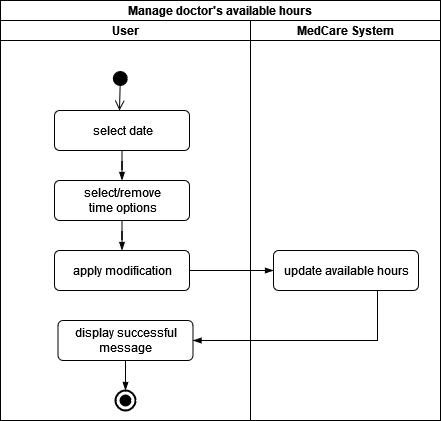 Manage doctor's available hours
User
MedCare System
select date
select/remove
time options
apply modification
update available hours
display successful
message